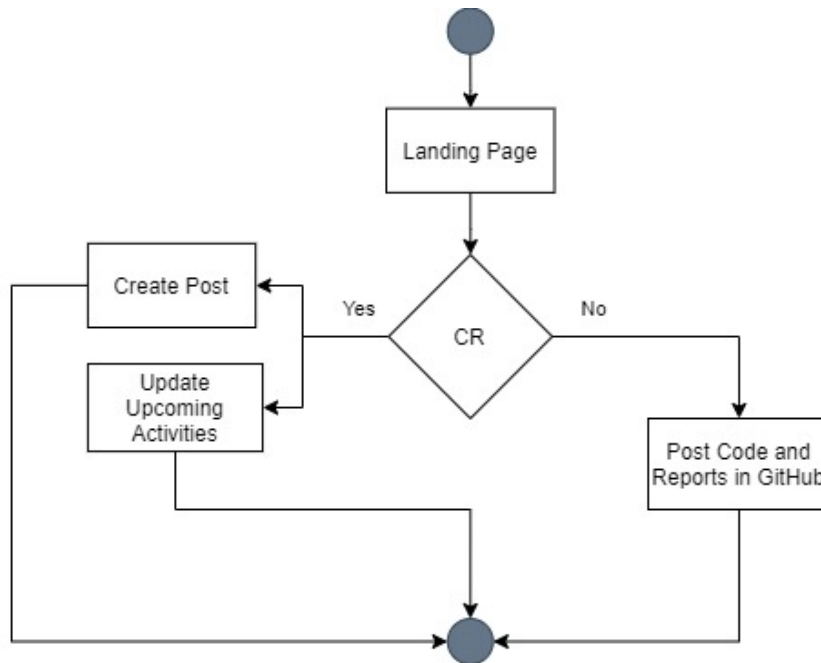 Landing Page
Create Post
Yes
CR
No
Update
Upcoming
Activities
Post Code and
Reports in GitHub